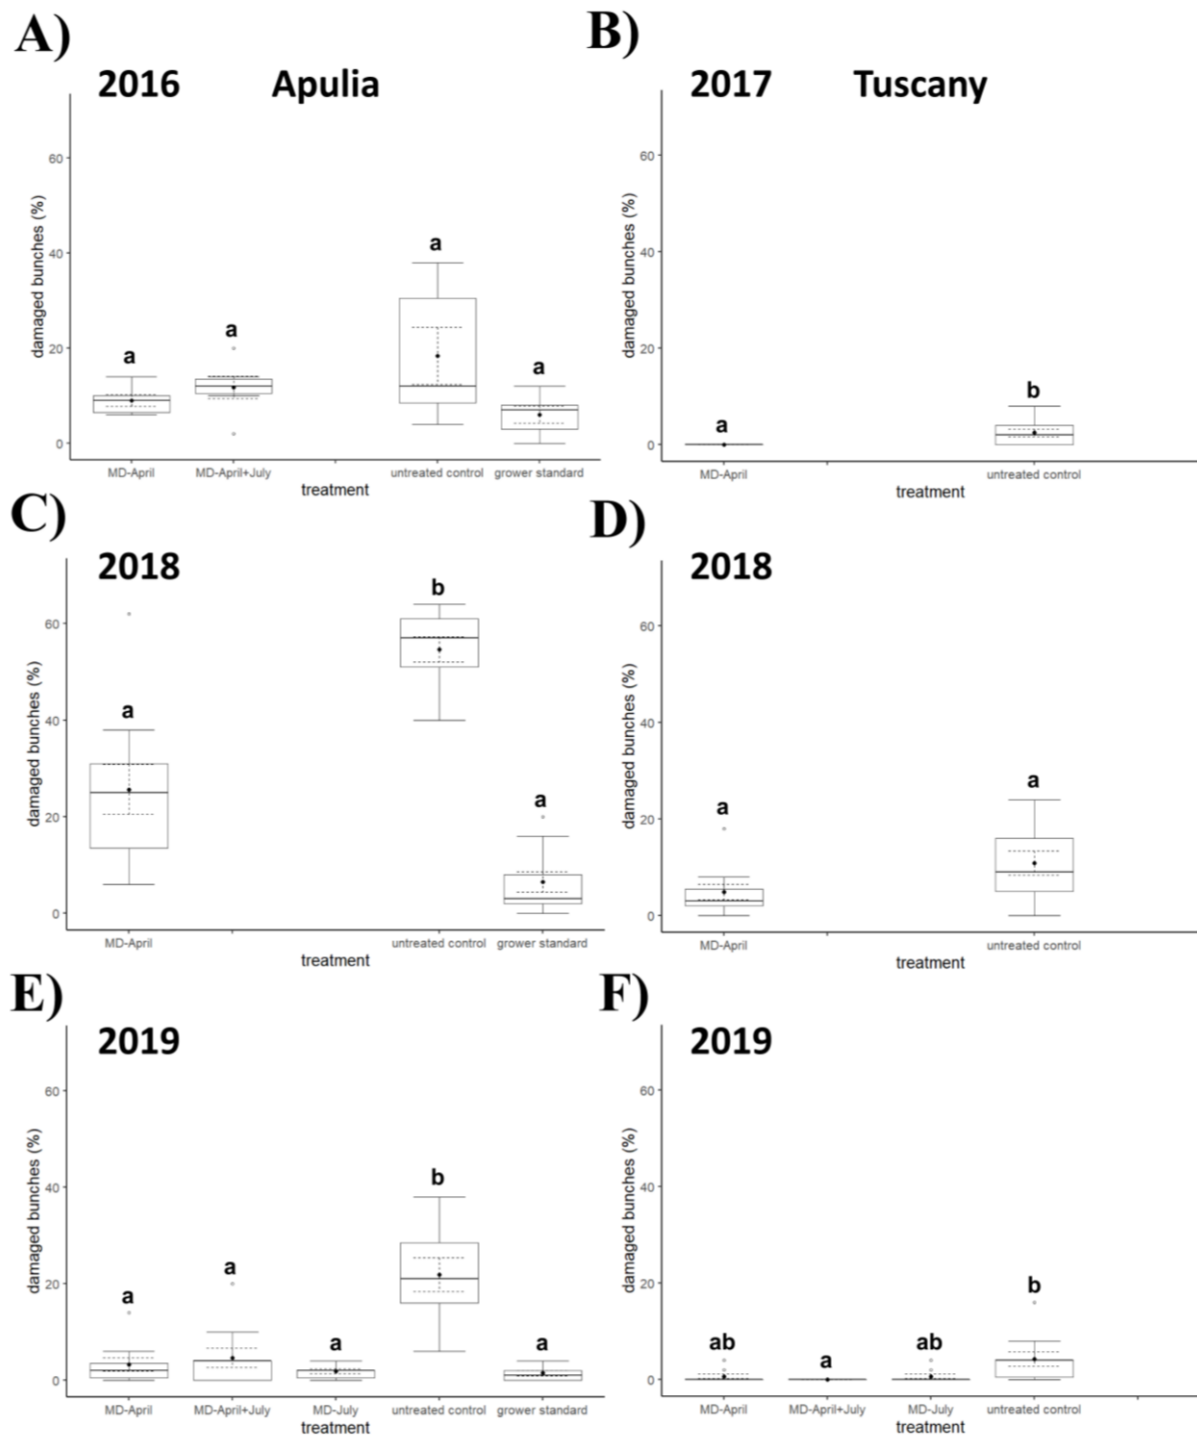 A)
2016 Apulia
damaged bunches (%)
60
40
20
0
a
a
a
a
MD-April MD-April+July untreated control grower standard
treatment
B)
2017 Tuscany
damaged bunches (%)
60
40
20
0
a
b
MD-April untreated control
treatment
C)
2018
damaged bunches (%)
60
40
20
0
a
b
a
MD-April untreated control grower standard
treatment
D)
2018
damaged bunches (%)
60
40
20
0
a
a
MD-April untreated control
treatment
E)
2019
damaged bunches (%)
60
40
20
0
a
a
a
b
a
MD-April MD-April+July MD-July untreated control grower standard
treatment
F)
2019
damaged bunches (%)
60
40
20
0
ab
a
ab
b
MD-April MD-April+July MD-July untreated control
treatment